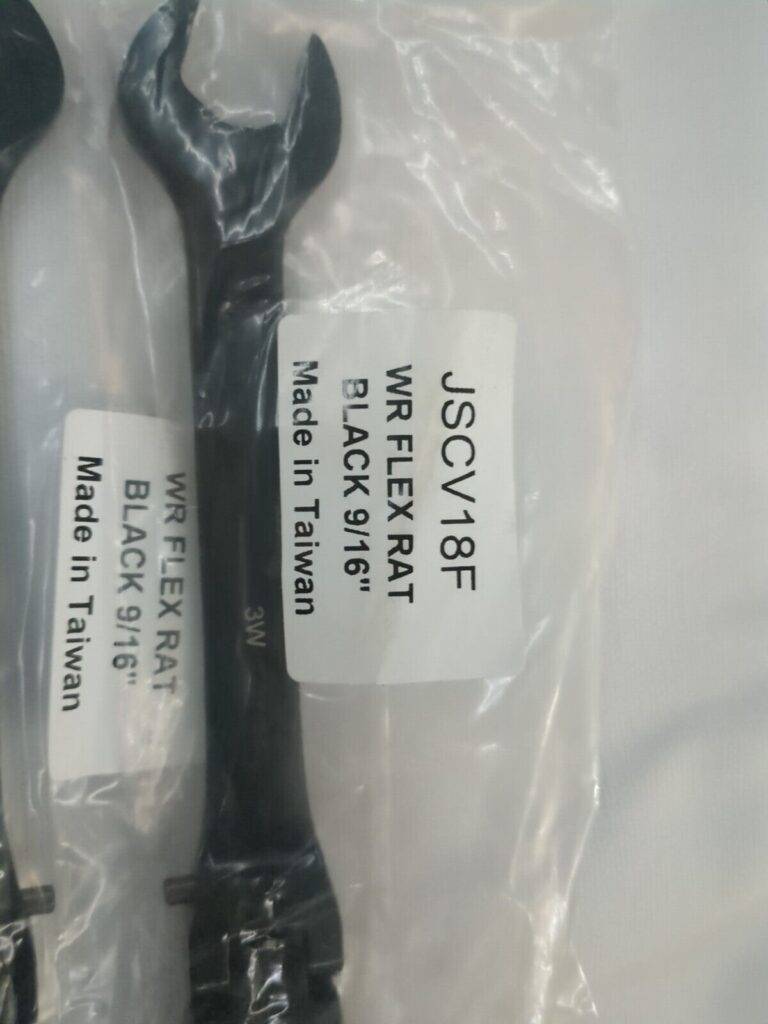 JSCV18F
WR FLEX RAT
BLACK 9/16"
Made in Taiwan
3W
WR FLEX RAT
BLACK 9/16"
Made in Taiwan